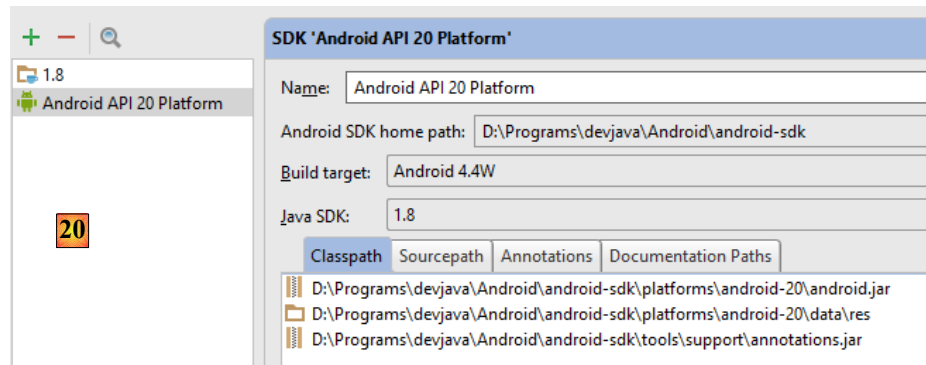 1.8
Android API 20 Platform
20
SDK 'Android API 20 Platform'
Name: Android API 20 Platform
Android SDK home path: D:\Programs\devjava\Android\android-sdk
Build target: Android 4.4W
Java SDK: 1.8
Classpath Sourcepath Annotations Documentation Paths
D:\Programs\devjava\Android\android-sdk\platforms\android-20\android.jar
D:\Programs\devjava\Android\android-sdk\platforms\android-20\data\res
D:\Programs\devjava\Android\android-sdk\tools\support\annotations.jar